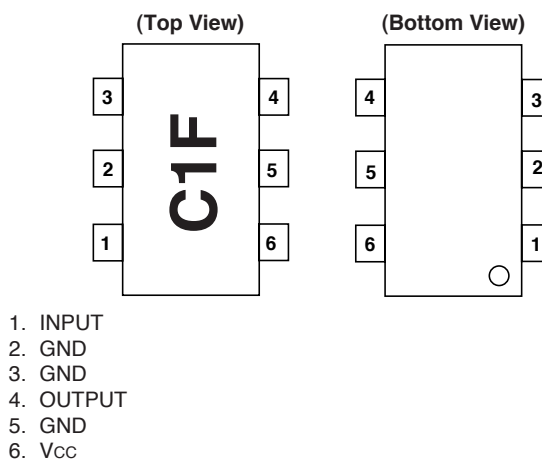 (Top View)
(Bottom View)
3
4
2
5
1
6
C1F
4
3
5
2
6
1
1. INPUT
2. GND
3. GND
4. OUTPUT
5. GND
6. VCC